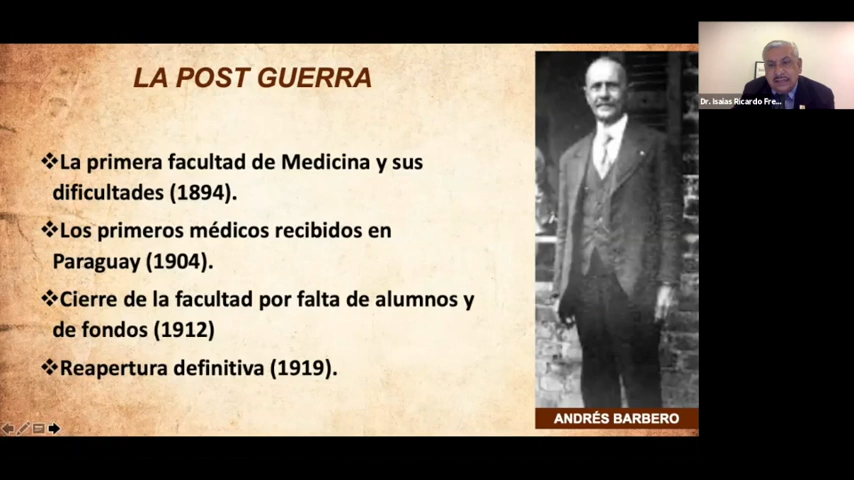 LA POST GUERRA
❖La primera facultad de Medicina y sus
dificultades (1894).
❖Los primeros médicos recibidos en
Paraguay (1904).
❖Cierre de la facultad por falta de alumnos y
de fondos (1912)
❖Reapertura definitiva (1919).
ANDRÉS BARBERO
Dr. Isaias Ricardo Fre...